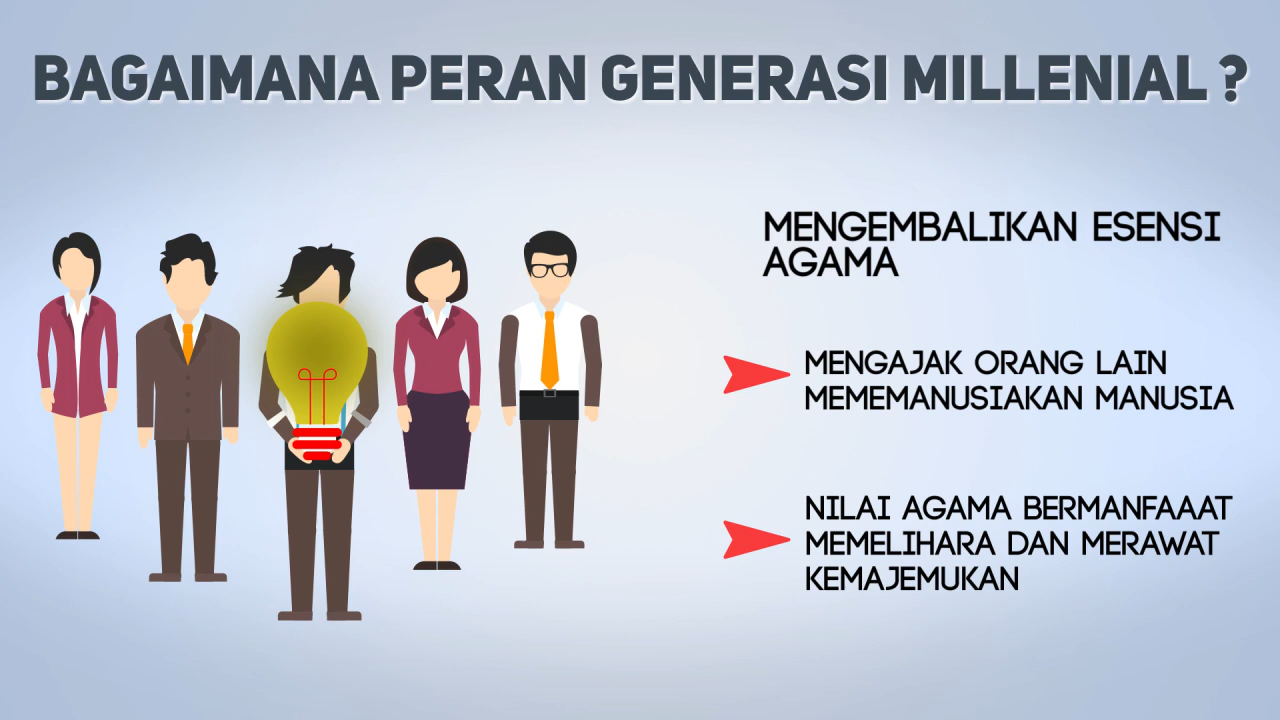 BAGAIMANA PERAN GENERASI MILLENIAL ?
MENGEMBALIKAN ESENSI
AGAMA
MENGAJAK ORANG LAIN
MEMEMANUSIAKAN MANUSIA
NILAI AGAMA BERMANFAAAT
MEMELIHARA DAN MERAWAT
KEMAJEMUKAN